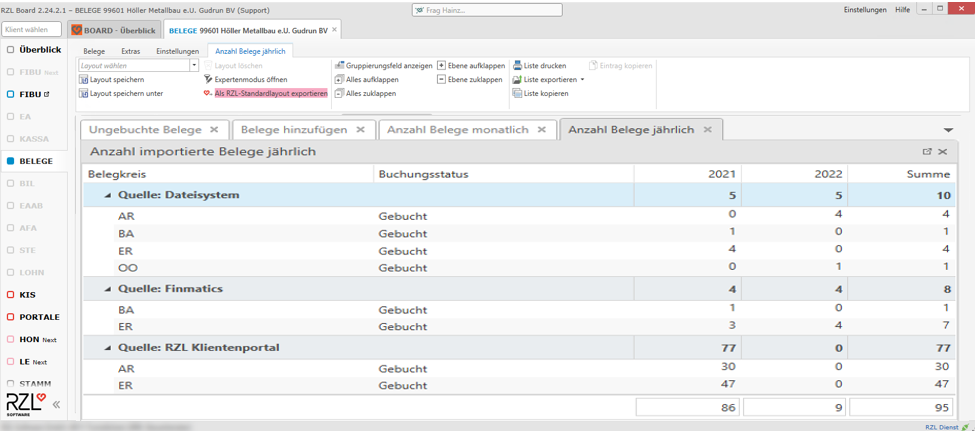 RZL Board 2.24.2.1 – BELEGE 99601 Höller Metallbau e.U. Gudrun BV (Support)
Frag Hainz...
Einstellungen Hilfe
Klient wählen
BOARD - Überblick
BELEGE 99601 Höller Metallbau e.U. Gudrun BV
Überblick
FIBU Next
FIBU
EA
KASSA
BELEGE
BIL
EAAB
AFA
STE
LOHN
KIS
PORTALE
HON Next
LE Next
STAMM
RZL
SOFTWARE
Belege Extras Einstellungen Anzahl Belege jährlich
Layout wählen Layout löschen Gruppierungsfeld anzeigen Ebene aufklappen Liste drucken Eintrag kopieren
Layout speichern Expertenmodus öffnen Alles aufklappen Ebene zuklappen Liste exportieren
Layout speichern unter Als RZL-Standardlayout exportieren Alles zuklappen Liste kopieren
Ungebuchte Belege Belege hinzufügen Anzahl Belege monatlich Anzahl Belege jährlich
Anzahl importierte Belege jährlich
Belegkreis Buchungsstatus 2021 2022 Summe
Quelle: Dateisystem 5 5 10
AR Gebucht 0 4 4
BA Gebucht 1 0 1
ER Gebucht 4 0 4
OO Gebucht 0 1 1
Quelle: Finmatics 4 4 8
BA Gebucht 1 0 1
ER Gebucht 3 4 7
Quelle: RZL Klientenportal 77 0 77
AR Gebucht 30 0 30
ER Gebucht 47 0 47
86 9 95
RZL Dienst